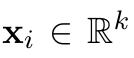 𝐱ᵢ ∈ ℝᵏ